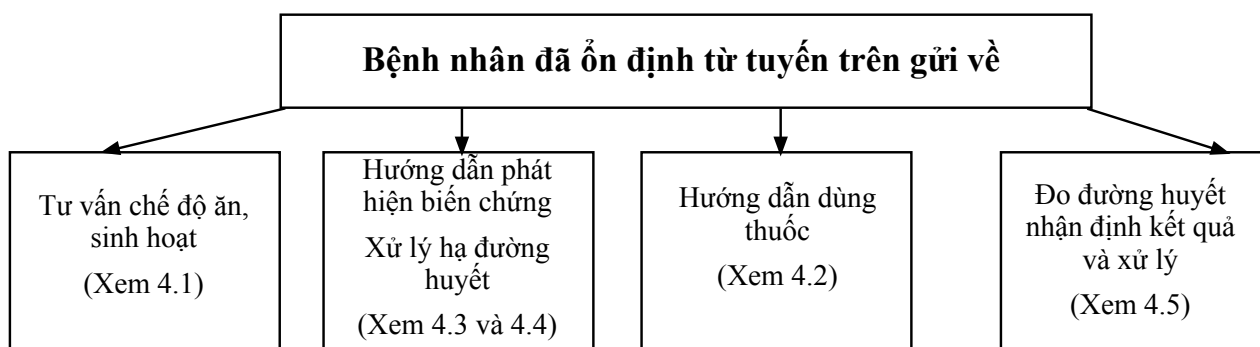 Bệnh nhân đã ổn định từ tuyến trên gửi về
Tư vấn chế độ ăn,
sinh hoạt
(Xem 4.1)
Hướng dẫn phát
hiện biến chứng
Xử lý hạ đường
huyết
(Xem 4.3 và 4.4)
Hướng dẫn dùng
thuốc
(Xem 4.2)
Đo đường huyết
nhận định kết quả
và xử lý
(Xem 4.5)